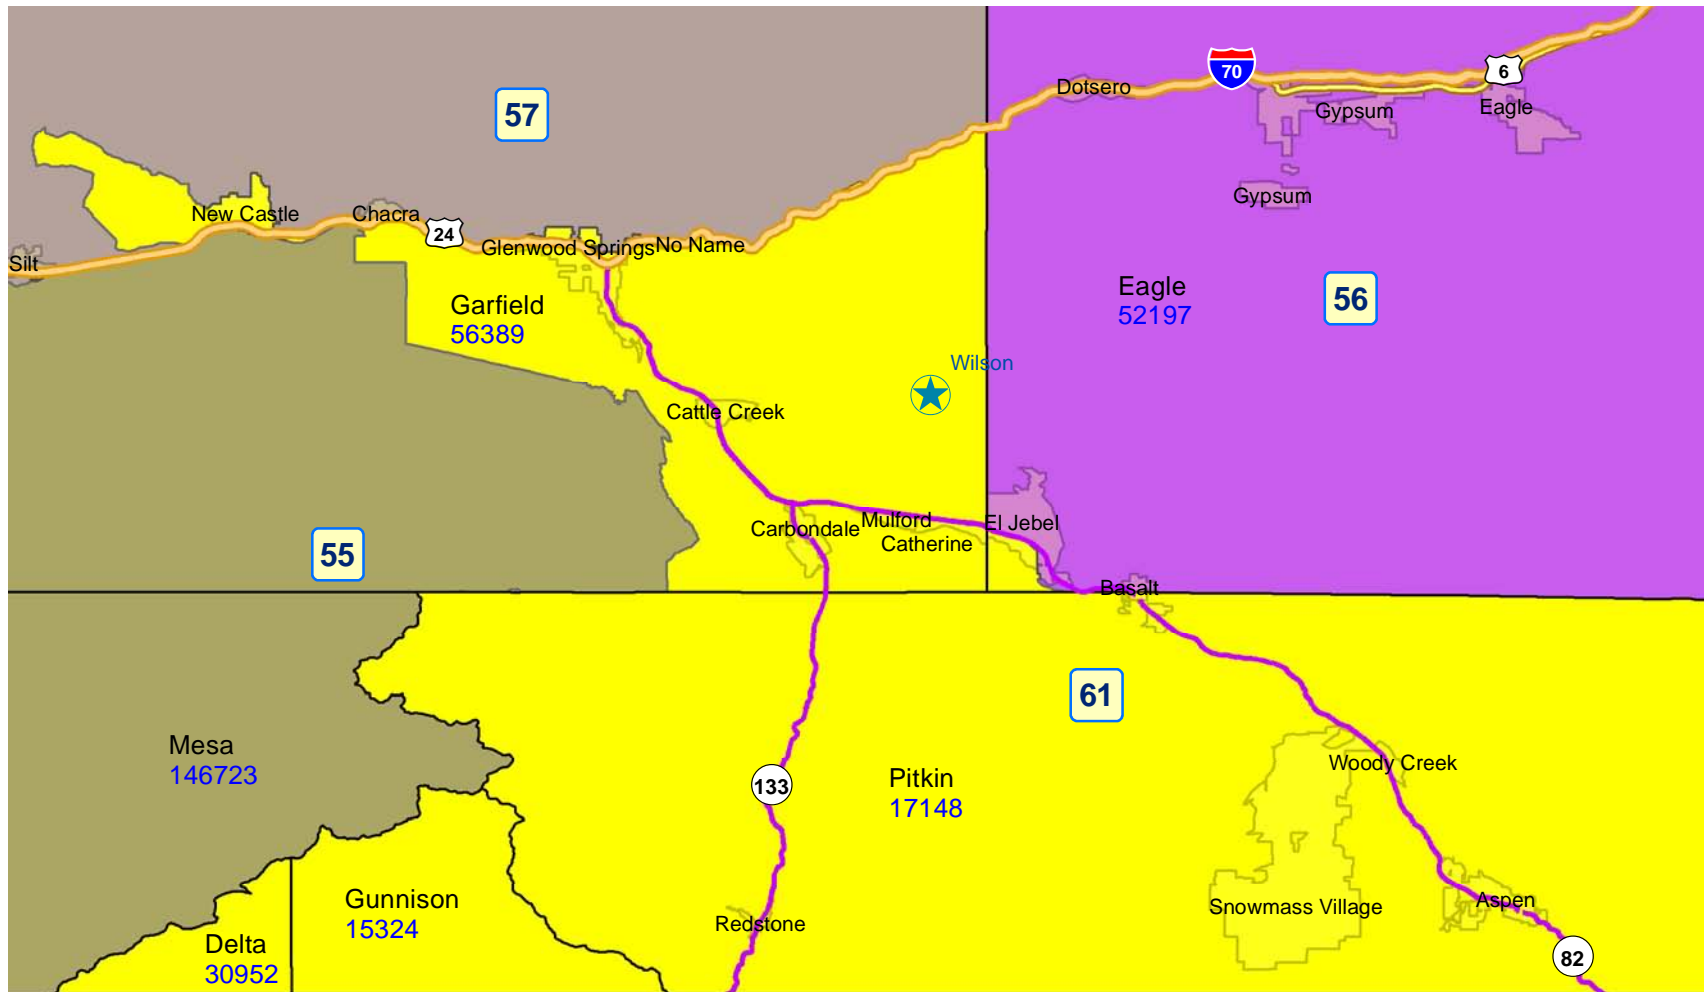 70
6
Dotsero
Gypsum
Eagle
57
Gypsum
New Castle
Chacra
24
Glenwood Springs
No Name
Silt
Eagle
52197
56
Garfield
56389
Wilson
Cattle Creek
Carbondale
Mulford
El Jebel
Catherine
55
Basalt
61
Mesa
146723
Pitkin
17148
133
Woody Creek
Gunnison
15324
Snowmass Village
Aspen
Redstone
Delta
30952
82